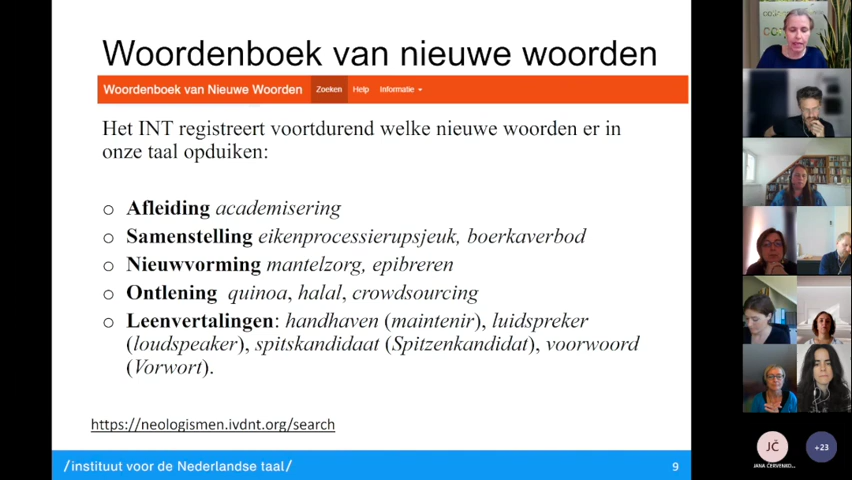 Woordenboek van nieuwe woorden
Woordenboek van Nieuwe Woorden Zoeken Help Informatie
Het INT registreert voortdurend welke nieuwe woorden er in
onze taal opduiken:
o Afleiding academisering
o Samenstelling eikenprocessierupsjeuk, boerkaverbod
o Nieuwvorming mantelzorg, epibreren
o Ontlening quinoa, halal, crowdsourcing
o Leenvertalingen: handhaven (maintenir), luidspreker
(loudspeaker), spitskandidaat (Spitzenkandidat), voorwoord
(Vorwort).
https://neologismen.ivdnt.org/search
/instituut voor de Nederlandse taal/
9
JČ
+23